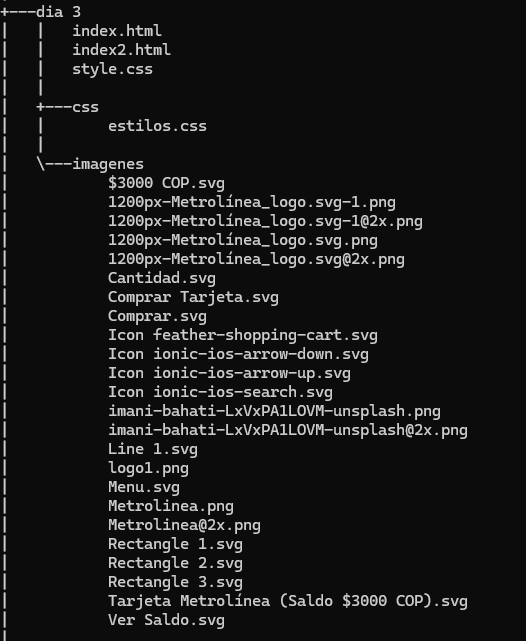 +---dia 3
|   |   index.html
|   |   index2.html
|   |   style.css
|   |
|   +---css
|   |       estilos.css
|   |
|   \---imagenes
|           $3000 COP.svg
|           1200px-Metrolínea_logo.svg-1.png
|           1200px-Metrolínea_logo.svg-1@2x.png
|           1200px-Metrolínea_logo.svg.png
|           1200px-Metrolínea_logo.svg@2x.png
|           Cantidad.svg
|           Comprar Tarjeta.svg
|           Comprar.svg
|           Icon feather-shopping-cart.svg
|           Icon ionic-ios-arrow-down.svg
|           Icon ionic-ios-arrow-up.svg
|           Icon ionic-ios-search.svg
|           imani-bahati-LxVxPA1LOVM-unsplash.png
|           imani-bahati-LxVxPA1LOVM-unsplash@2x.png
|           Line 1.svg
|           logo1.png
|           Menu.svg
|           Metrolinea.png
|           Metrolinea@2x.png
|           Rectangle 1.svg
|           Rectangle 2.svg
|           Rectangle 3.svg
|           Tarjeta Metrolínea (Saldo $3000 COP).svg
|           Ver Saldo.svg
|